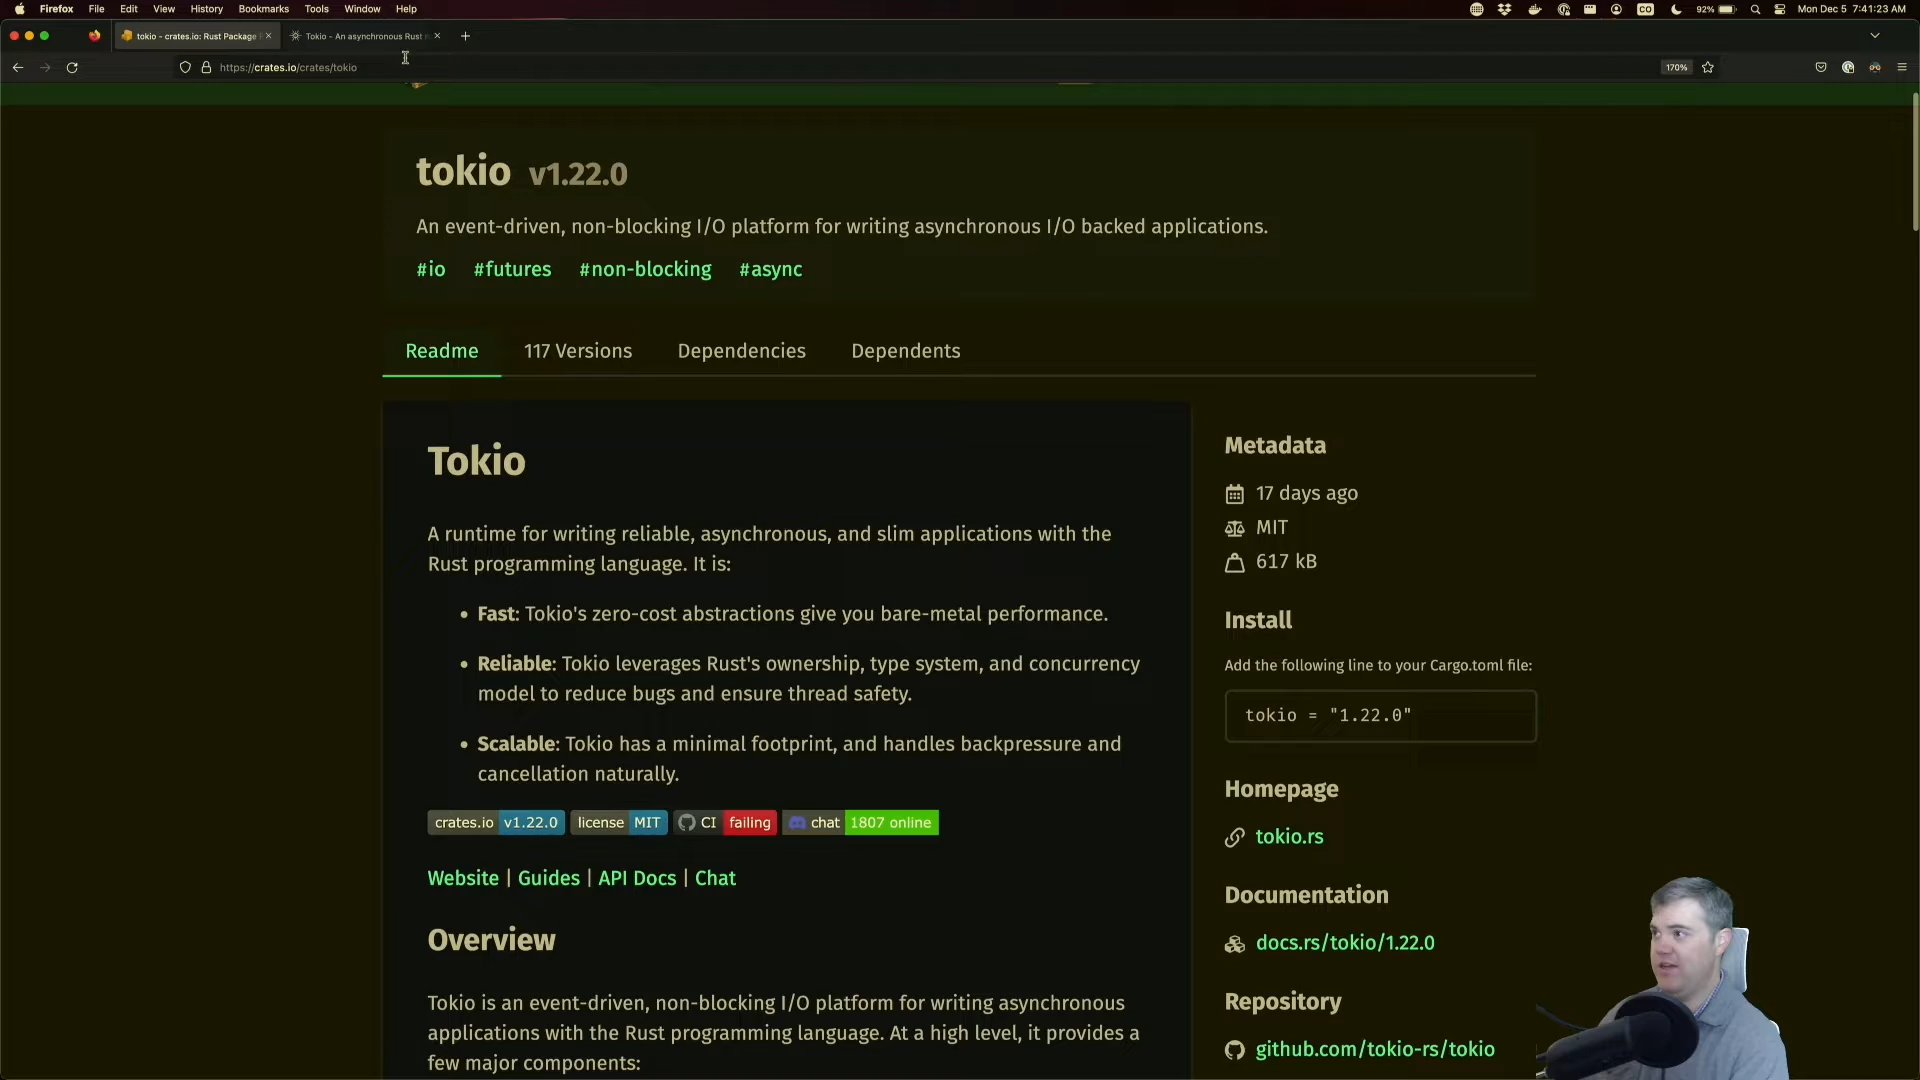 Firefox File Edit View History Bookmarks Tools Window Help
CO 92% Mon Dec 5 7:41:23 AM
tokio - crates.io: Rust Package
Tokio - An asynchronous Rust
https://crates.io/crates/tokio
170%
tokio v1.22.0
An event-driven, non-blocking I/O platform for writing asynchronous I/O backed applications.
#io #futures #non-blocking #async
Readme 117 Versions Dependencies Dependents
Tokio
A runtime for writing reliable, asynchronous, and slim applications with the
Rust programming language. It is:
• Fast: Tokio's zero-cost abstractions give you bare-metal performance.
• Reliable: Tokio leverages Rust's ownership, type system, and concurrency
model to reduce bugs and ensure thread safety.
• Scalable: Tokio has a minimal footprint, and handles backpressure and
cancellation naturally.
crates.io v1.22.0 license MIT CI failing chat 1807 online
Website | Guides | API Docs | Chat
Overview
Tokio is an event-driven, non-blocking I/O platform for writing asynchronous
applications with the Rust programming language. At a high level, it provides a
few major components:
Metadata
17 days ago
MIT
617 kB
Install
Add the following line to your Cargo.toml file:
tokio = "1.22.0"
Homepage
tokio.rs
Documentation
docs.rs/tokio/1.22.0
Repository
github.com/tokio-rs/tokio